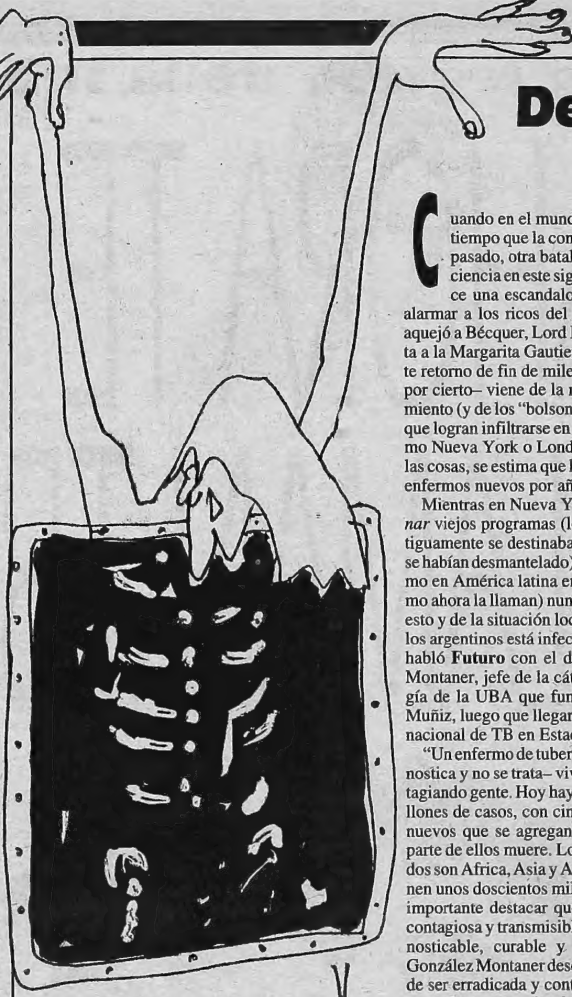 De
Cuando en el mund
tiempo que la con
pasado, otra batal
ciencia en este sig
ce una escandalo
alarmar a los ricos del
aquejó a Bécquer, Lord
ta a la Margarita Gautie
te retorno de fin de mile
por cierto– viene de la
miento (y de los “bolson
que logran infiltrarse en
mo Nueva York o Lond
las cosas, se estima que
enfermos nuevos por añ
Mientras en Nueva Y
nar viejos programas (l
tiguamente se destinaba
se habían desmantelado)
mo en América latina en
mo ahora la llaman) nun
esto y de la situación loc
los argentinos está infec
habló Futuro con el d
Montaner, jefe de la cát
gía de la UBA que fun
Muñiz, luego que llegar
nacional de TB en Estad
“Un enfermo de tuber
nostica y no se trata– viv
tagiando gente. Hoy hay
llones de casos, con cin
nuevos que se agregan
parte de ellos muere. Lo
dos son Africa, Asia y A
nen unos doscientos mil
importante destacar qu
contagiosa y transmisibl
nosticable, curable y
González Montaner desc
de ser erradicada y cont